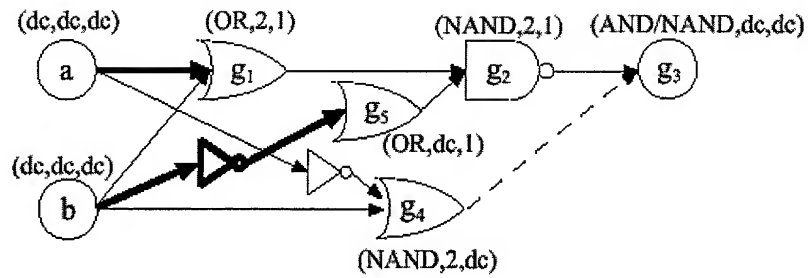 (dc,dc,dc)
(OR,2,1)
(NAND,2,1)
(AND/NAND,dc,dc)
a
g1
g2
g3
g5
(OR,dc,1)
(dc,dc,dc)
b
g4
(NAND,2,dc)